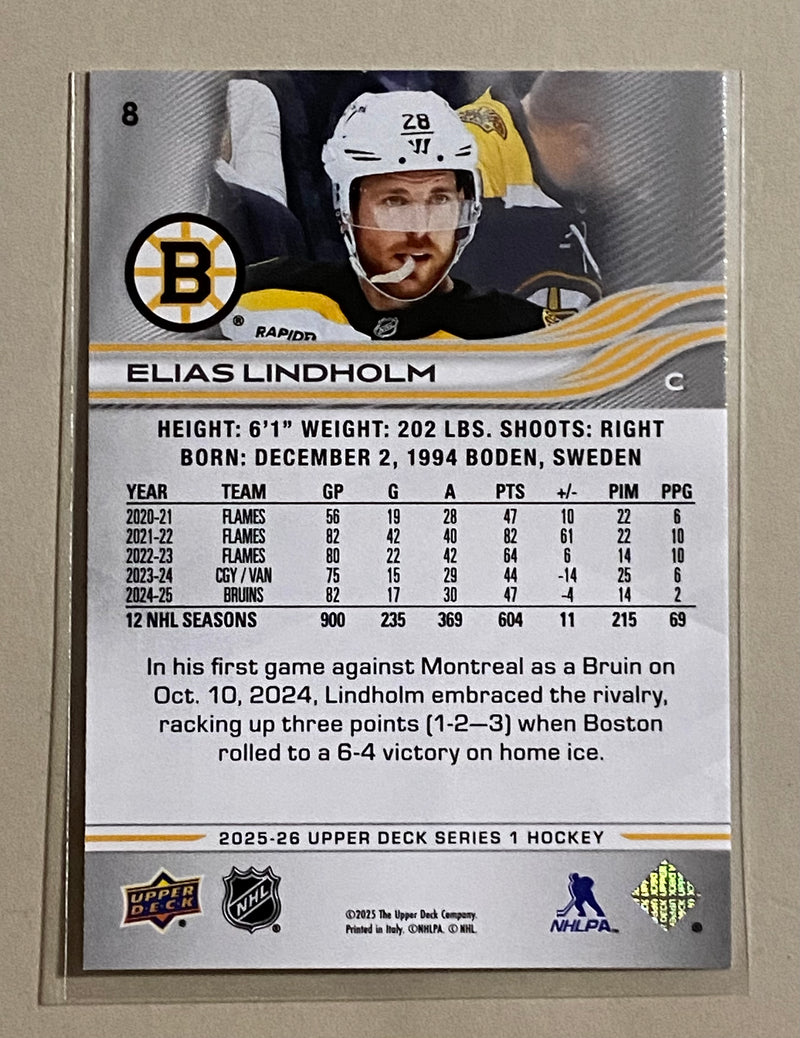 8
28
B
®
RAPID7
ELIAS LINDHOLM
C
HEIGHT: 6'1" WEIGHT: 202 LBS. SHOOTS: RIGHT
BORN: DECEMBER 2, 1994 BODEN, SWEDEN
YEAR TEAM GP G A PTS +/- PIM PPG
2020-21 FLAMES 56 19 28 47 10 22 6
2021-22 FLAMES 82 42 40 82 61 22 10
2022-23 FLAMES 80 22 42 64 6 14 10
2023-24 CGY / VAN 75 15 29 44 -14 25 6
2024-25 BRUINS 82 17 30 47 -4 14 2
12 NHL SEASONS 900 235 369 604 11 215 69
In his first game against Montreal as a Bruin on
Oct. 10, 2024, Lindholm embraced the rivalry,
racking up three points (1-2—3) when Boston
rolled to a 6-4 victory on home ice.
2025-26 UPPER DECK SERIES 1 HOCKEY
UPPER DECK ®
NHL ®
©2025 The Upper Deck Company.
Printed in Italy. ©NHLPA. © NHL.
NHLPA™